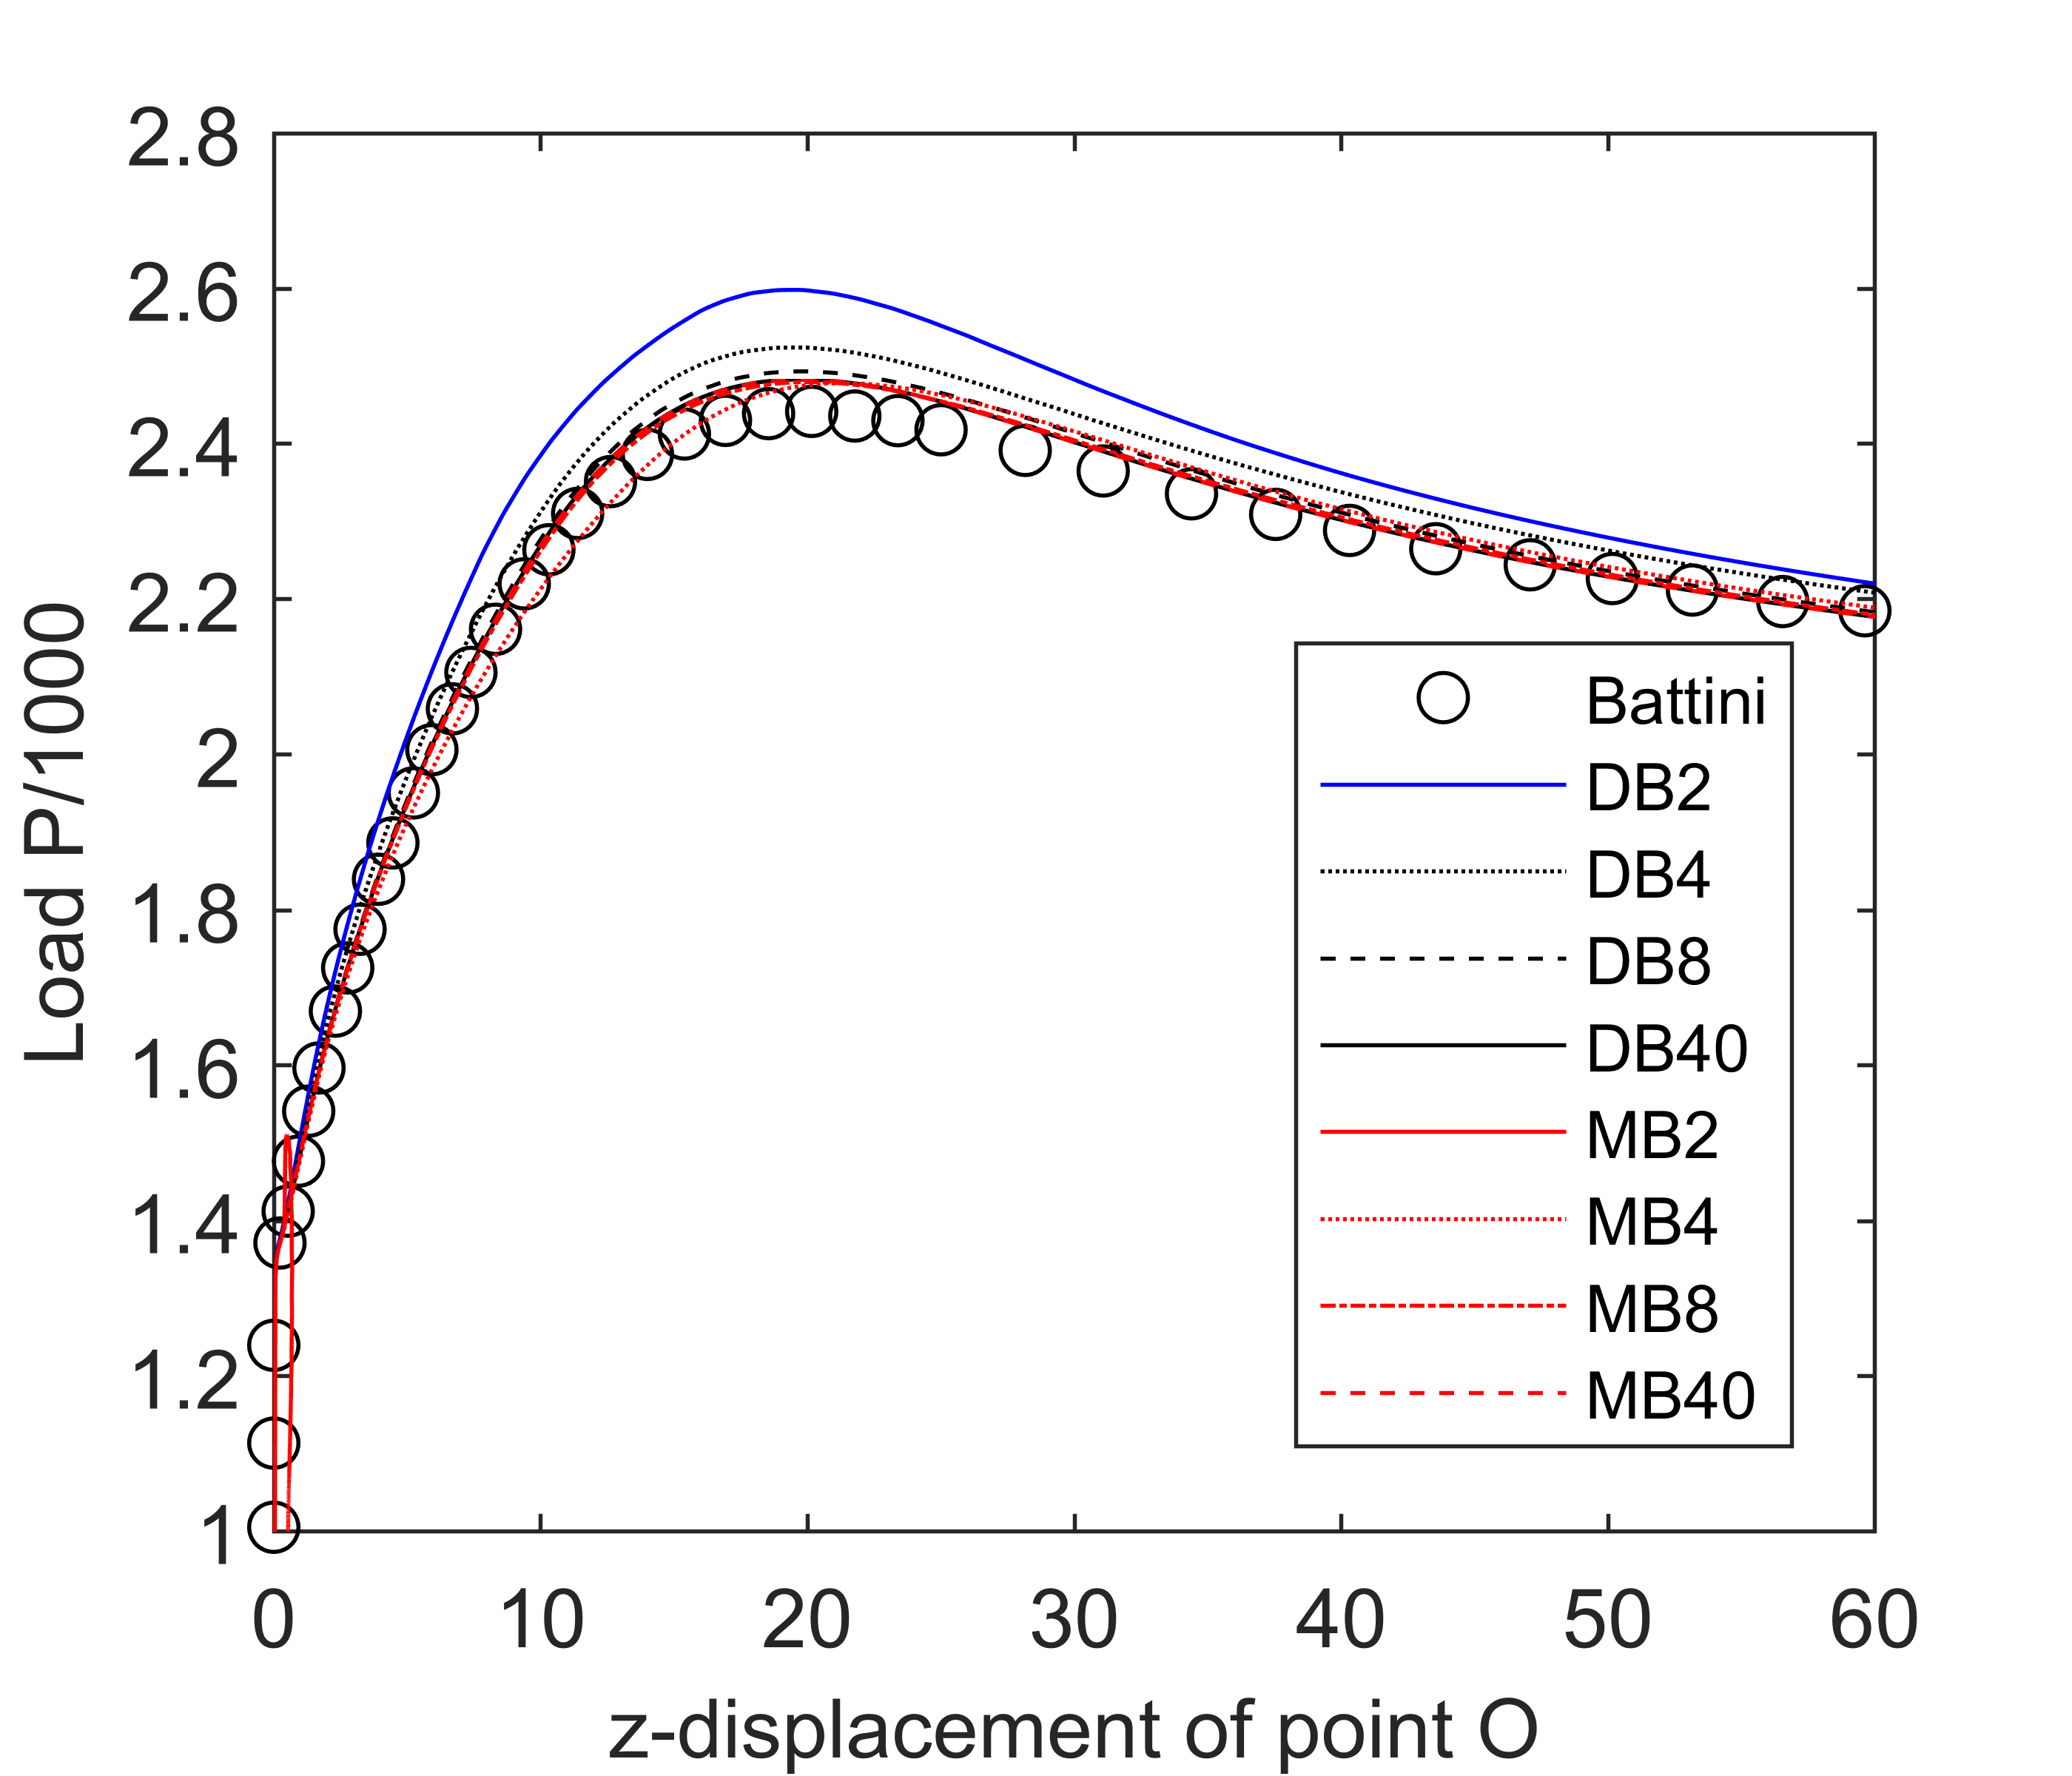 2.8
2.6
2.4
2.2
2
1.8
1.6
1.4
1.2
1
Load P/1000
0 10 20 30 40 50 60
z-displacement of point O
Battini
DB2
DB4
DB8
DB40
MB2
MB4
MB8
MB40